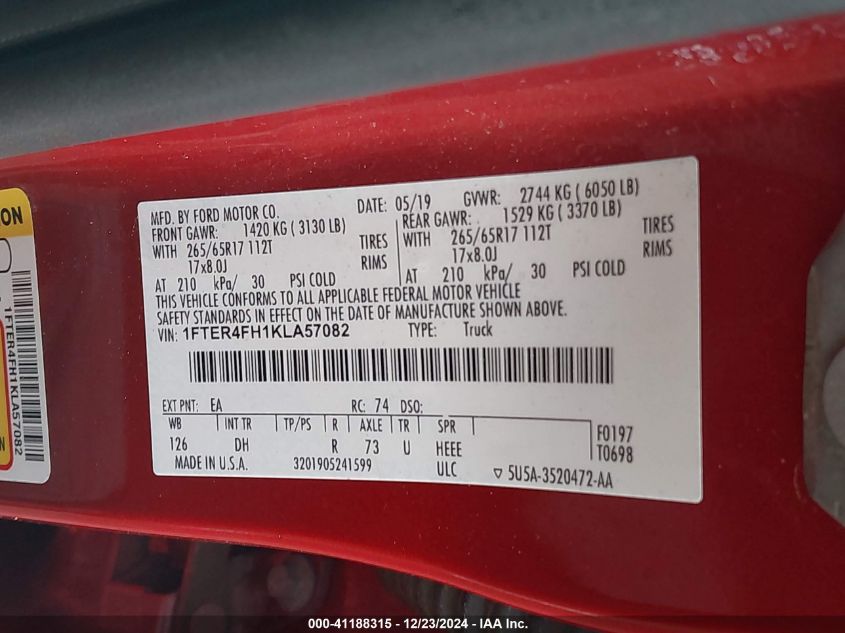 MFD. BY FORD MOTOR CO.
DATE: 05/19 GVWR: 2744 KG ( 6050 LB)
FRONT GAWR: 1420 KG ( 3130 LB)
REAR GAWR: 1529 KG ( 3370 LB)
WITH 265/65R17 112T TIRES
WITH 265/65R17 112T TIRES
17x8.0J RIMS
17x8.0J RIMS
AT 210 kPa/ 30 PSI COLD
AT 210 kPa/ 30 PSI COLD
THIS VEHICLE CONFORMS TO ALL APPLICABLE FEDERAL MOTOR VEHICLE
SAFETY STANDARDS IN EFFECT ON THE DATE OF MANUFACTURE SHOWN ABOVE.
VIN: 1FTER4FH1KLA57082 TYPE: Truck
EXT PNT: EA RC: 74 DSO:
WB INT TR TP/PS R AXLE TR SPR
126 DH R 73 U HEEE
F0197
T0698
MADE IN U.S.A. 3201905241599 ULC ▽ 5U5A-3520472-AA
ION
1FTER4FH1KLA57082
000-41188315 - 12/23/2024 - IAA Inc.